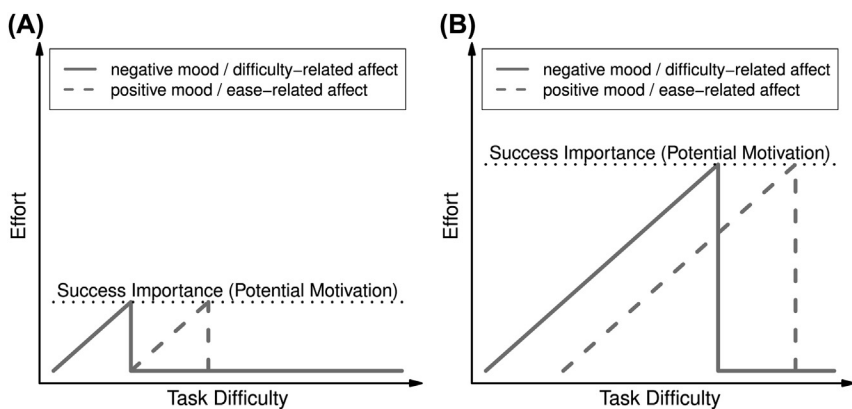 (A)
negative mood / difficulty−related affect
positive mood / ease−related affect
Success Importance (Potential Motivation)
Effort
Task Difficulty
(B)
negative mood / difficulty−related affect
positive mood / ease−related affect
Success Importance (Potential Motivation)
Effort
Task Difficulty